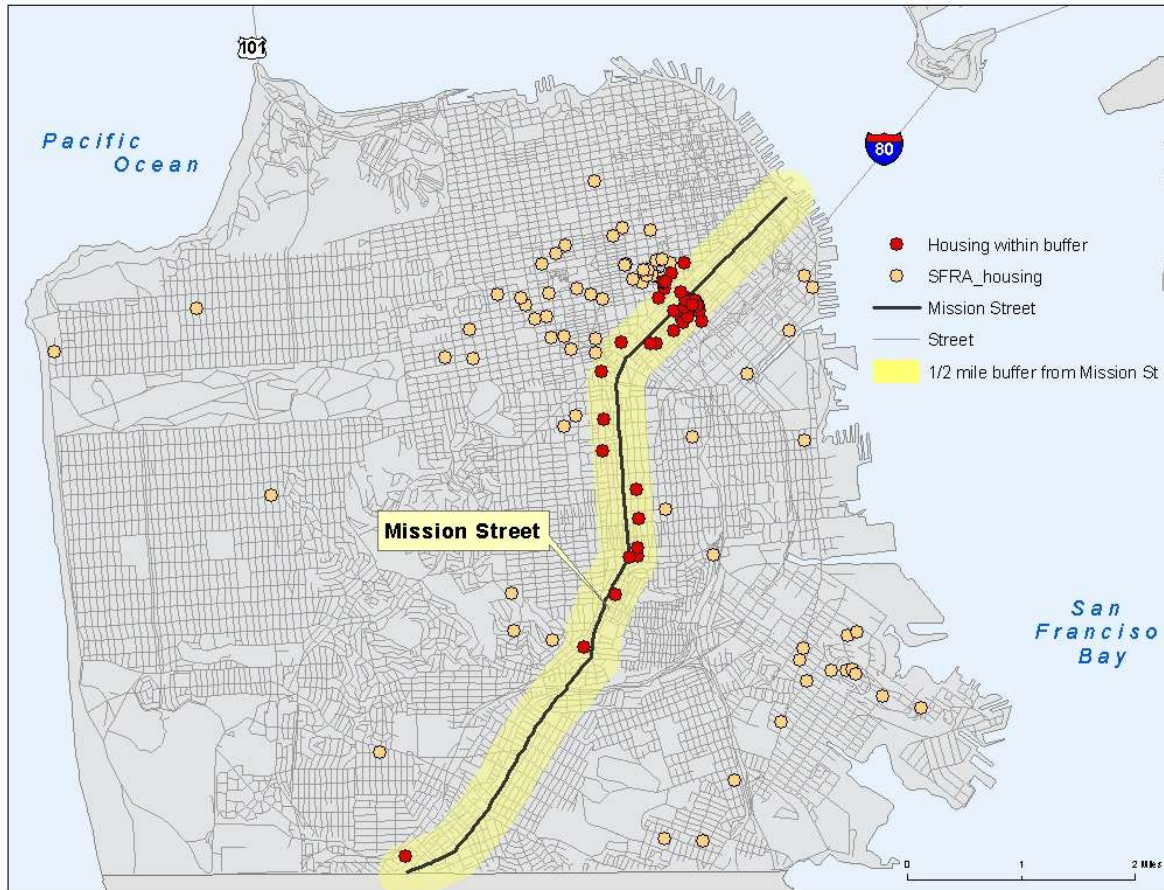 101
Pacific
Ocean
80
Housing within buffer
SFRA_housing
Mission Street
Street
1/2 mile buffer from Mission St
Mission Street
San
Franciso
Bay
0
1
2 Miles